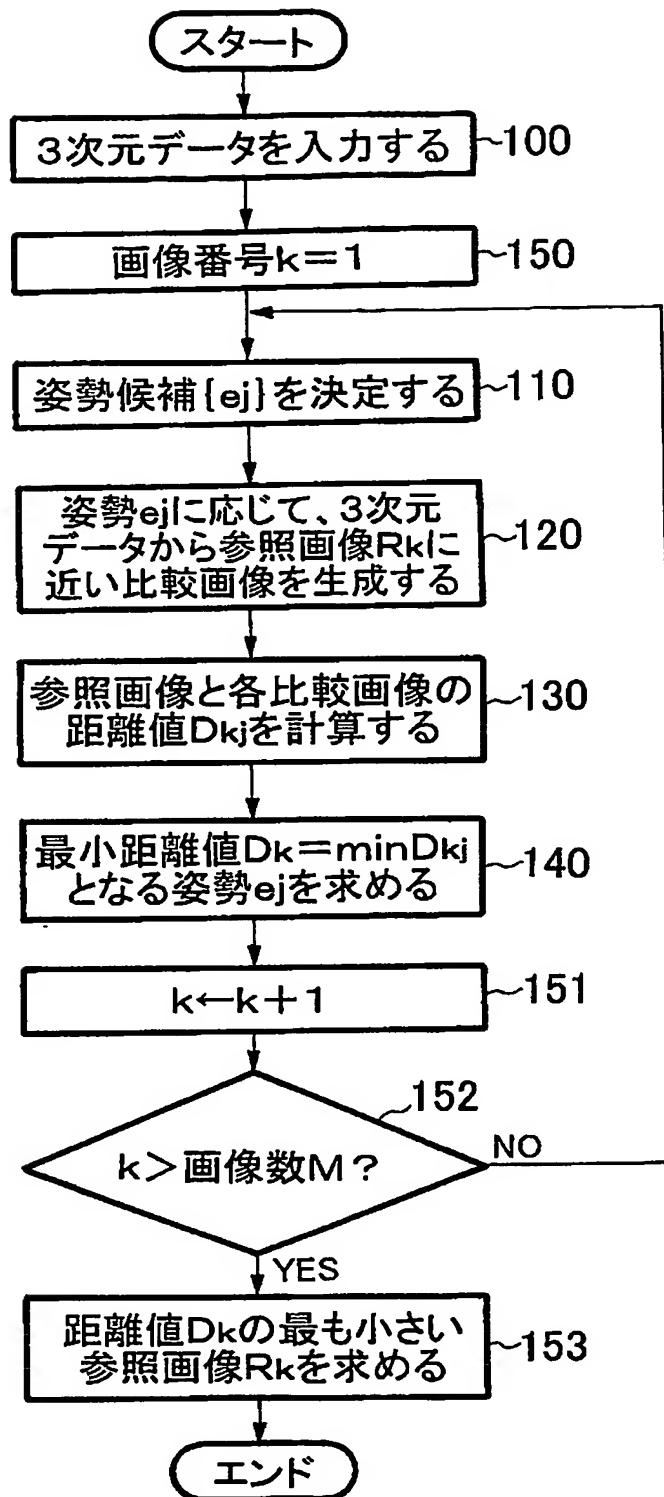 スタート
3次元データを入力する
100
画像番号k=1
150
姿勢候補{ej}を決定する
110
姿勢ejに応じて、3次元
データから参照画像Rkに
近い比較画像を生成する
120
参照画像と各比較画像の
距離値Dkjを計算する
130
最小距離値Dk=minDkj
となる姿勢ejを求める
140
k←k+1
151
152
k>画像数M?
NO
YES
距離値Dkの最も小さい
参照画像Rkを求める
153
エンド